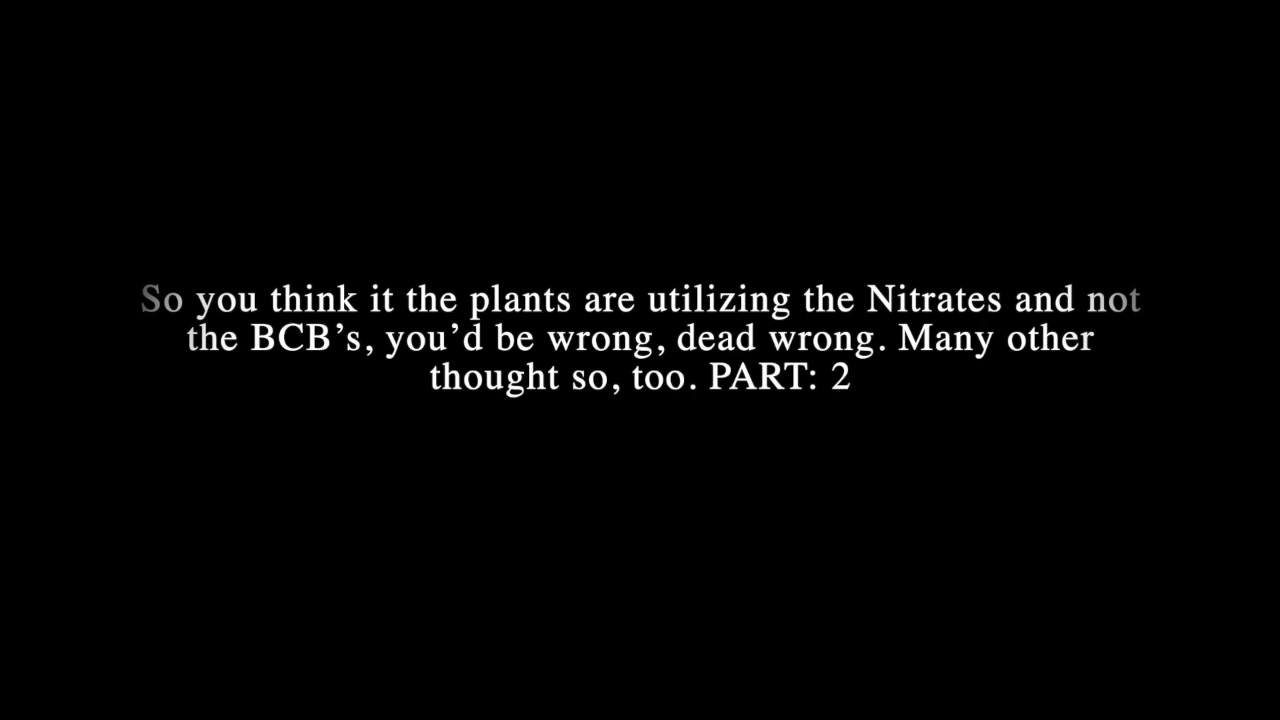 So you think it the plants are utilizing the Nitrates and not
the BCB’s, you’d be wrong, dead wrong. Many other
thought so, too. PART: 2